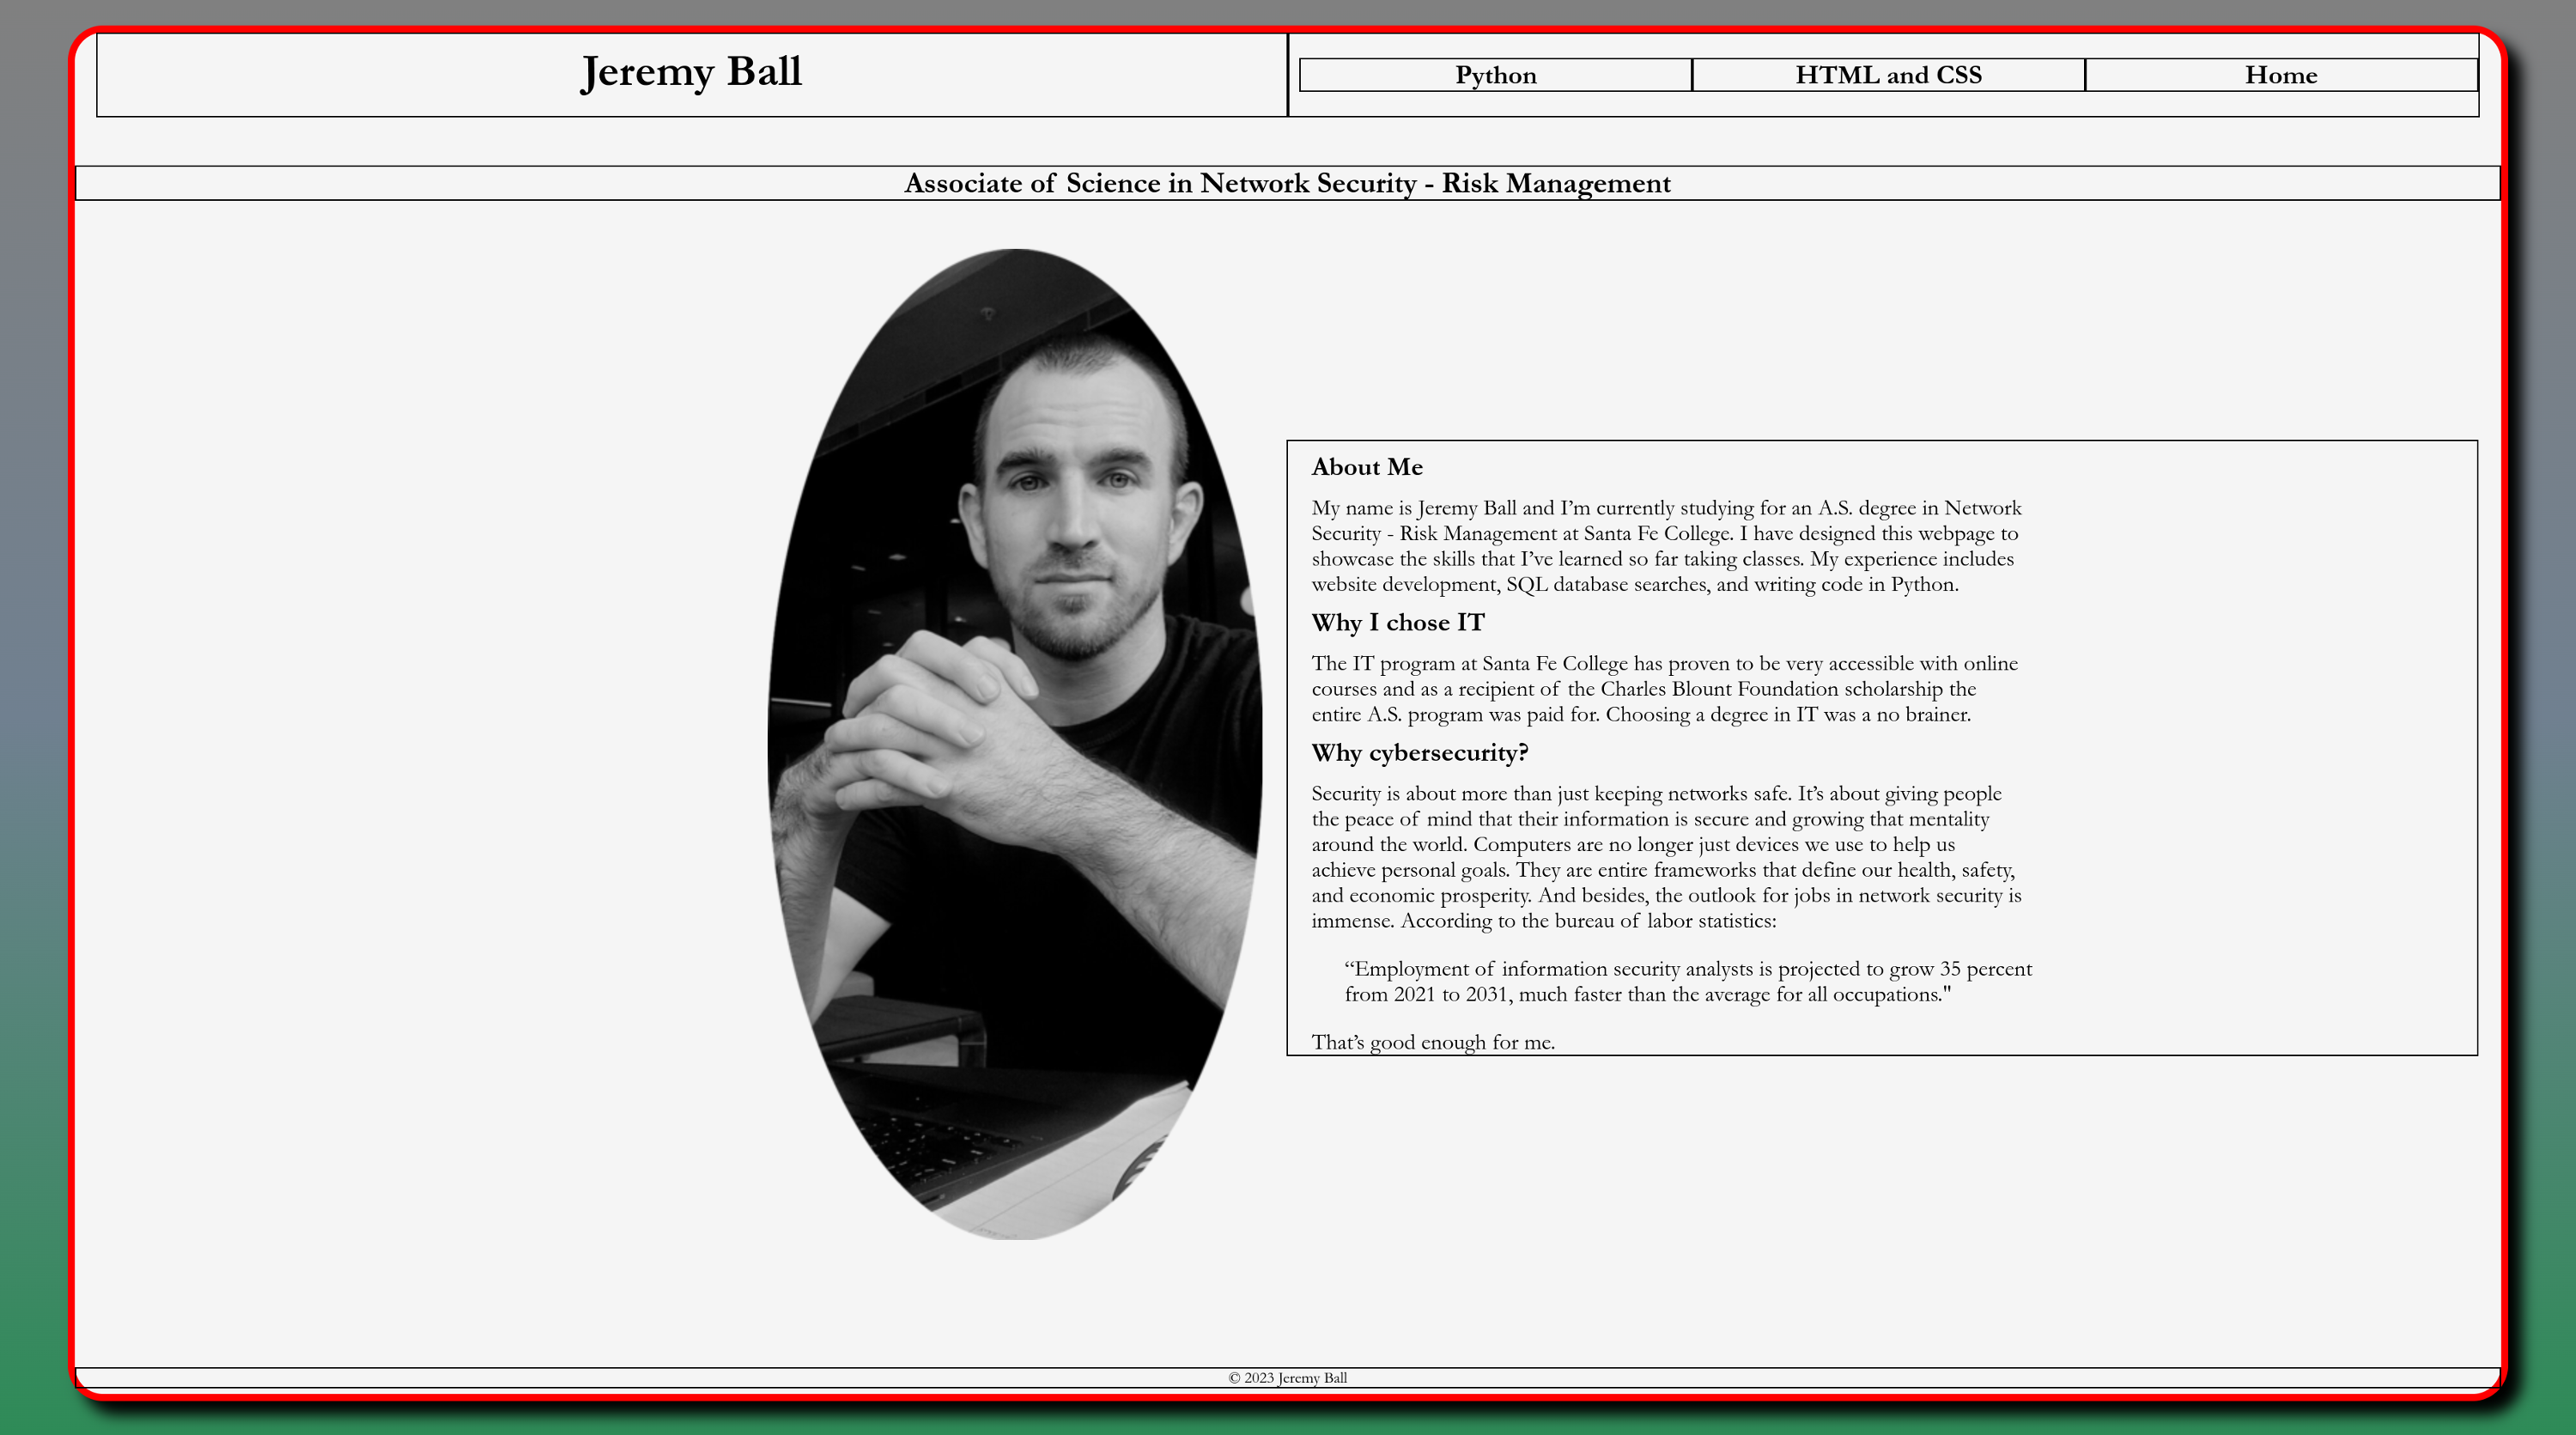 Jeremy Ball
Python
HTML and CSS
Home
Associate of Science in Network Security - Risk Management
About Me
My name is Jeremy Ball and I’m currently studying for an A.S. degree in Network
Security - Risk Management at Santa Fe College. I have designed this webpage to
showcase the skills that I’ve learned so far taking classes. My experience includes
website development, SQL database searches, and writing code in Python.
Why I chose IT
The IT program at Santa Fe College has proven to be very accessible with online
courses and as a recipient of the Charles Blount Foundation scholarship the
entire A.S. program was paid for. Choosing a degree in IT was a no brainer.
Why cybersecurity?
Security is about more than just keeping networks safe. It’s about giving people
the peace of mind that their information is secure and growing that mentality
around the world. Computers are no longer just devices we use to help us
achieve personal goals. They are entire frameworks that define our health, safety,
and economic prosperity. And besides, the outlook for jobs in network security is
immense. According to the bureau of labor statistics:
“Employment of information security analysts is projected to grow 35 percent
from 2021 to 2031, much faster than the average for all occupations."
That’s good enough for me.
© 2023 Jeremy Ball